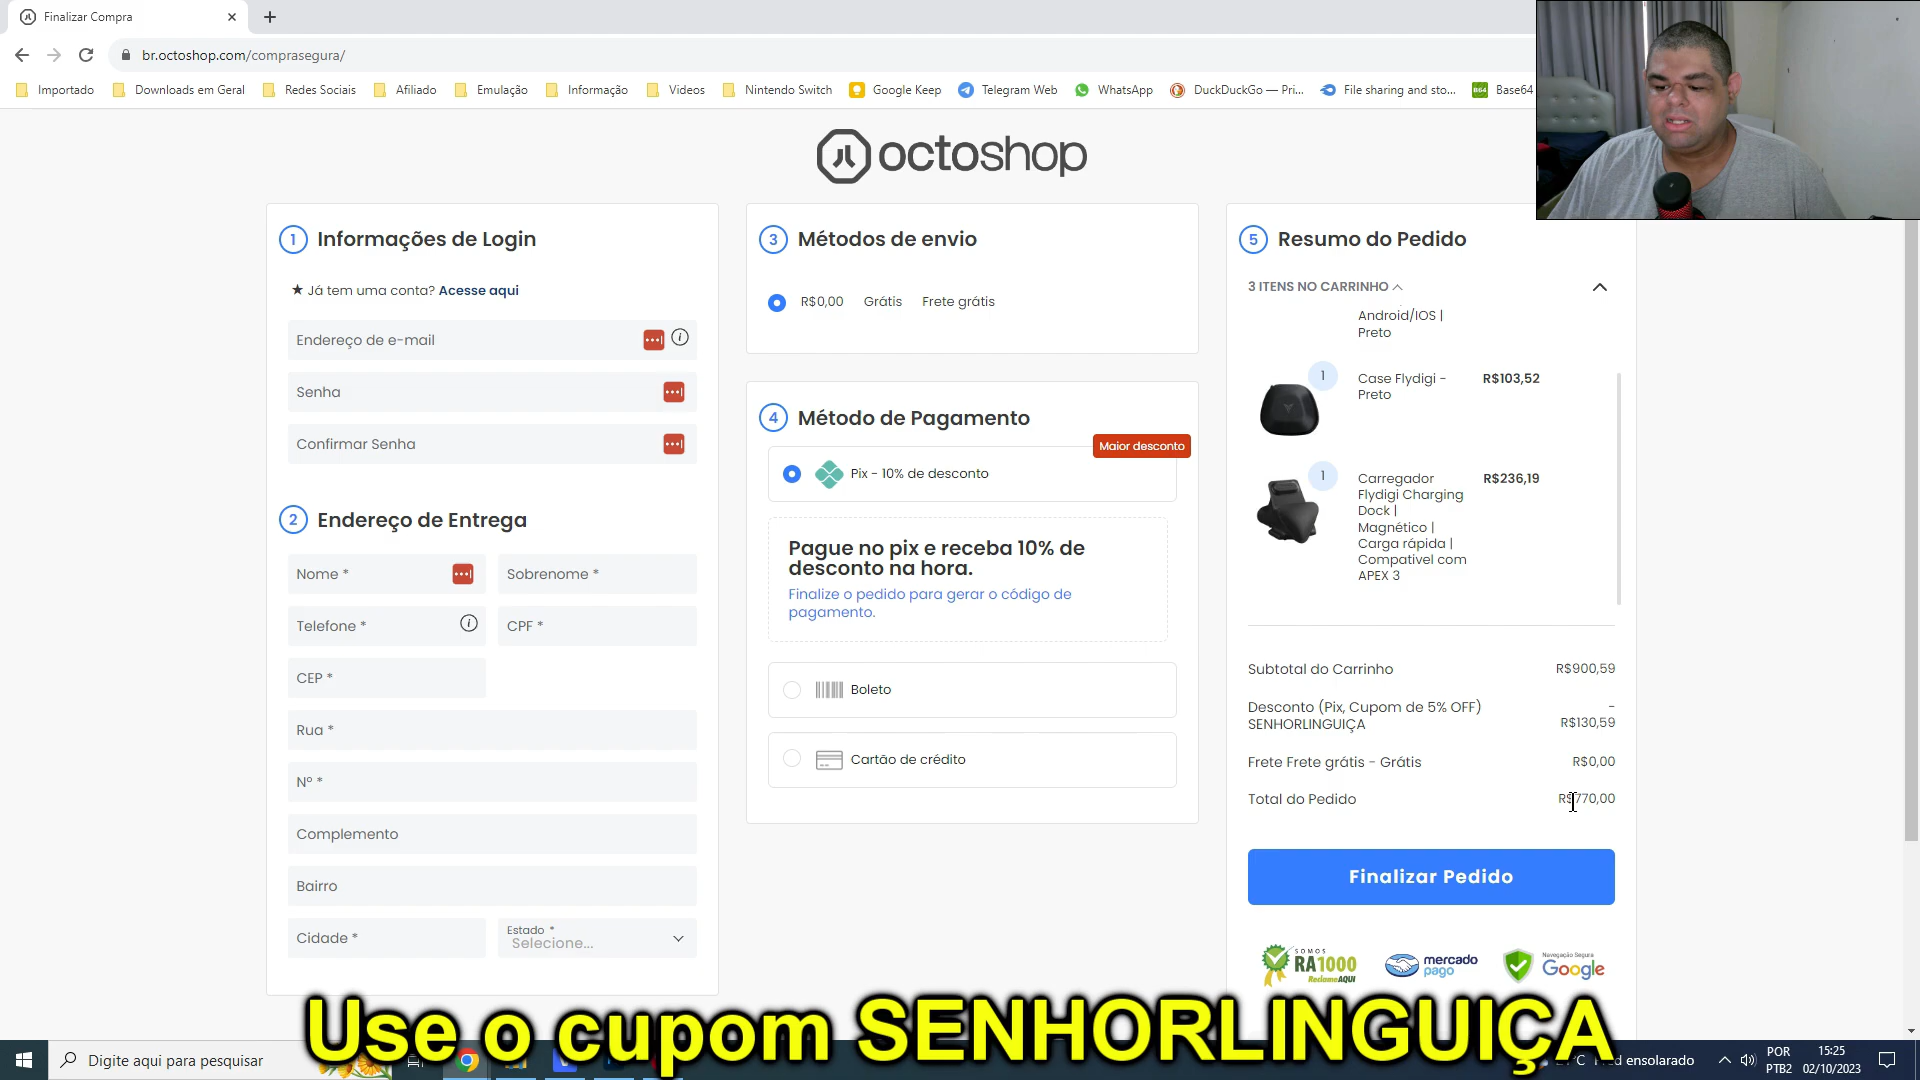 Finalizar Compra
br.octoshop.com/comprasegura/
Importado
Downloads em Geral
Redes Sociais
Afiliado
Emulação
Informação
Videos
Nintendo Switch
Google Keep
Telegram Web
WhatsApp
DuckDuckGo — Pri...
File sharing and sto...
Base64
octoshop
1 Informações de Login
★ Já tem uma conta? Acesse aqui
Endereço de e-mail
Senha
Confirmar Senha
2 Endereço de Entrega
Nome *
Sobrenome *
Telefone *
CPF *
CEP *
Rua *
Nº *
Complemento
Bairro
Cidade *
Estado *
Selecione...
3 Métodos de envio
R$0,00 Grátis Frete grátis
4 Método de Pagamento
Maior desconto
Pix - 10% de desconto
Pague no pix e receba 10% de
desconto na hora.
Finalize o pedido para gerar o código de
pagamento.
Boleto
Cartão de crédito
5 Resumo do Pedido
3 ITENS NO CARRINHO
Android/IOS |
Preto
1
Case Flydigi -
Preto
R$103,52
1
Carregador
Flydigi Charging
Dock |
Magnético |
Carga rápida |
Compativel com
APEX 3
R$236,19
Subtotal do Carrinho R$900,59
Desconto (Pix, Cupom de 5% OFF)
SENHORLINGUIÇA
-
R$130,59
Frete Frete grátis - Grátis R$0,00
Total do Pedido R$770,00
Finalizar Pedido
SOMOS
RA1000
ReclameAQUI
mercado
pago
Navegação Segura
Google
Use o cupom SENHORLINGUIÇA
Digite aqui para pesquisar
ensolarado
POR
PTB2
15:25
02/10/2023